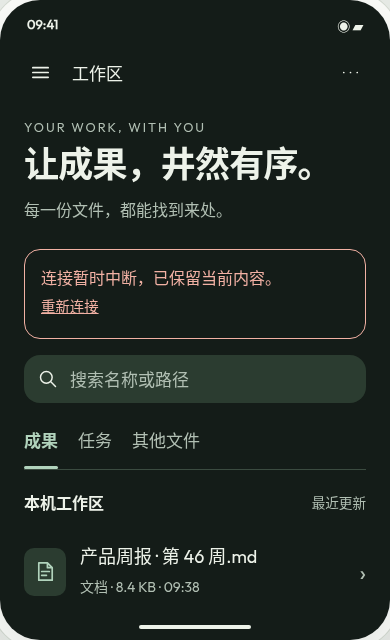 09:41
工作区
···
YOUR WORK, WITH YOU
让成果，井然有序。
每一份文件，都能找到来处。
连接暂时中断，已保留当前内容。
重新连接
搜索名称或路径
成果 任务 其他文件
本机工作区 最近更新
产品周报·第 46 周.md
文档·8.4 KB·09:38